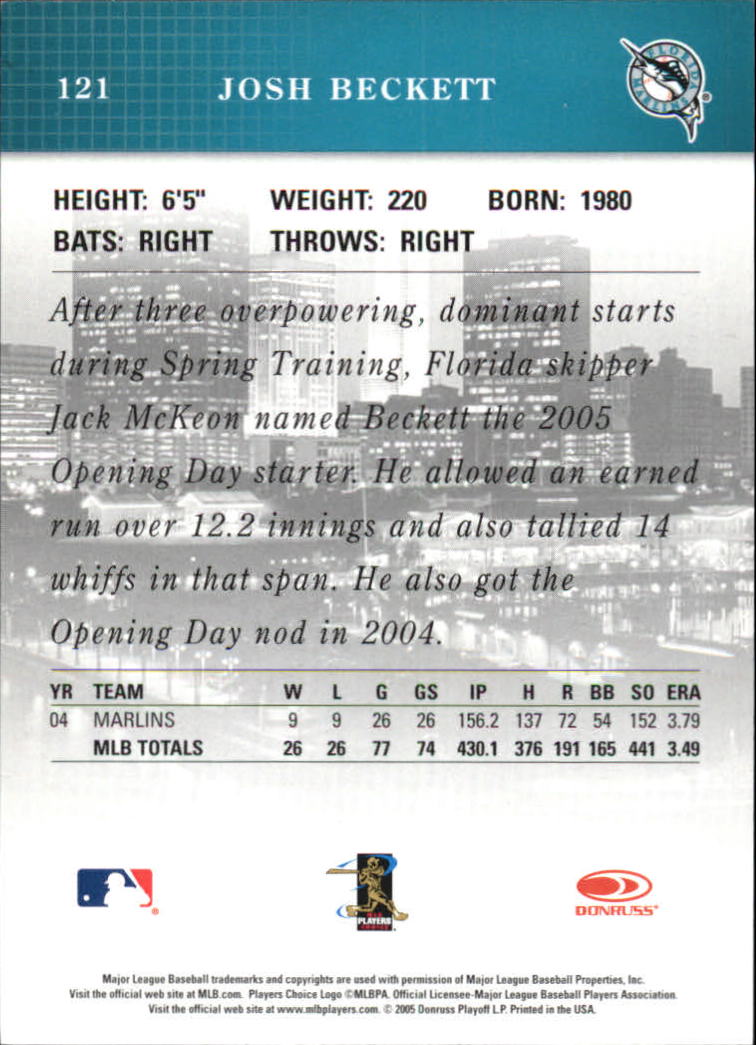 121 JOSH BECKETT
FLORIDA
MARLINS
®
HEIGHT: 6'5" WEIGHT: 220 BORN: 1980
BATS: RIGHT THROWS: RIGHT
After three overpowering, dominant starts
during Spring Training, Florida skipper
Jack McKeon named Beckett the 2005
Opening Day starter. He allowed an earned
run over 12.2 innings and also tallied 14
whiffs in that span. He also got the
Opening Day nod in 2004.
YR TEAM W L G GS IP H R BB SO ERA
04 MARLINS 9 9 26 26 156.2 137 72 54 152 3.79
MLB TOTALS 26 26 77 74 430.1 376 191 165 441 3.49
MLB
PLAYERS
CHOICE
DONRUSS
Major League Baseball trademarks and copyrights are used with permission of Major League Baseball Properties, Inc.
Visit the official web site at MLB.com. Players Choice Logo ©MLBPA. Official Licensee-Major League Baseball Players Association.
Visit the official web site at www.mlbplayers.com. © 2005 Donruss Playoff L.P. Printed in the USA.